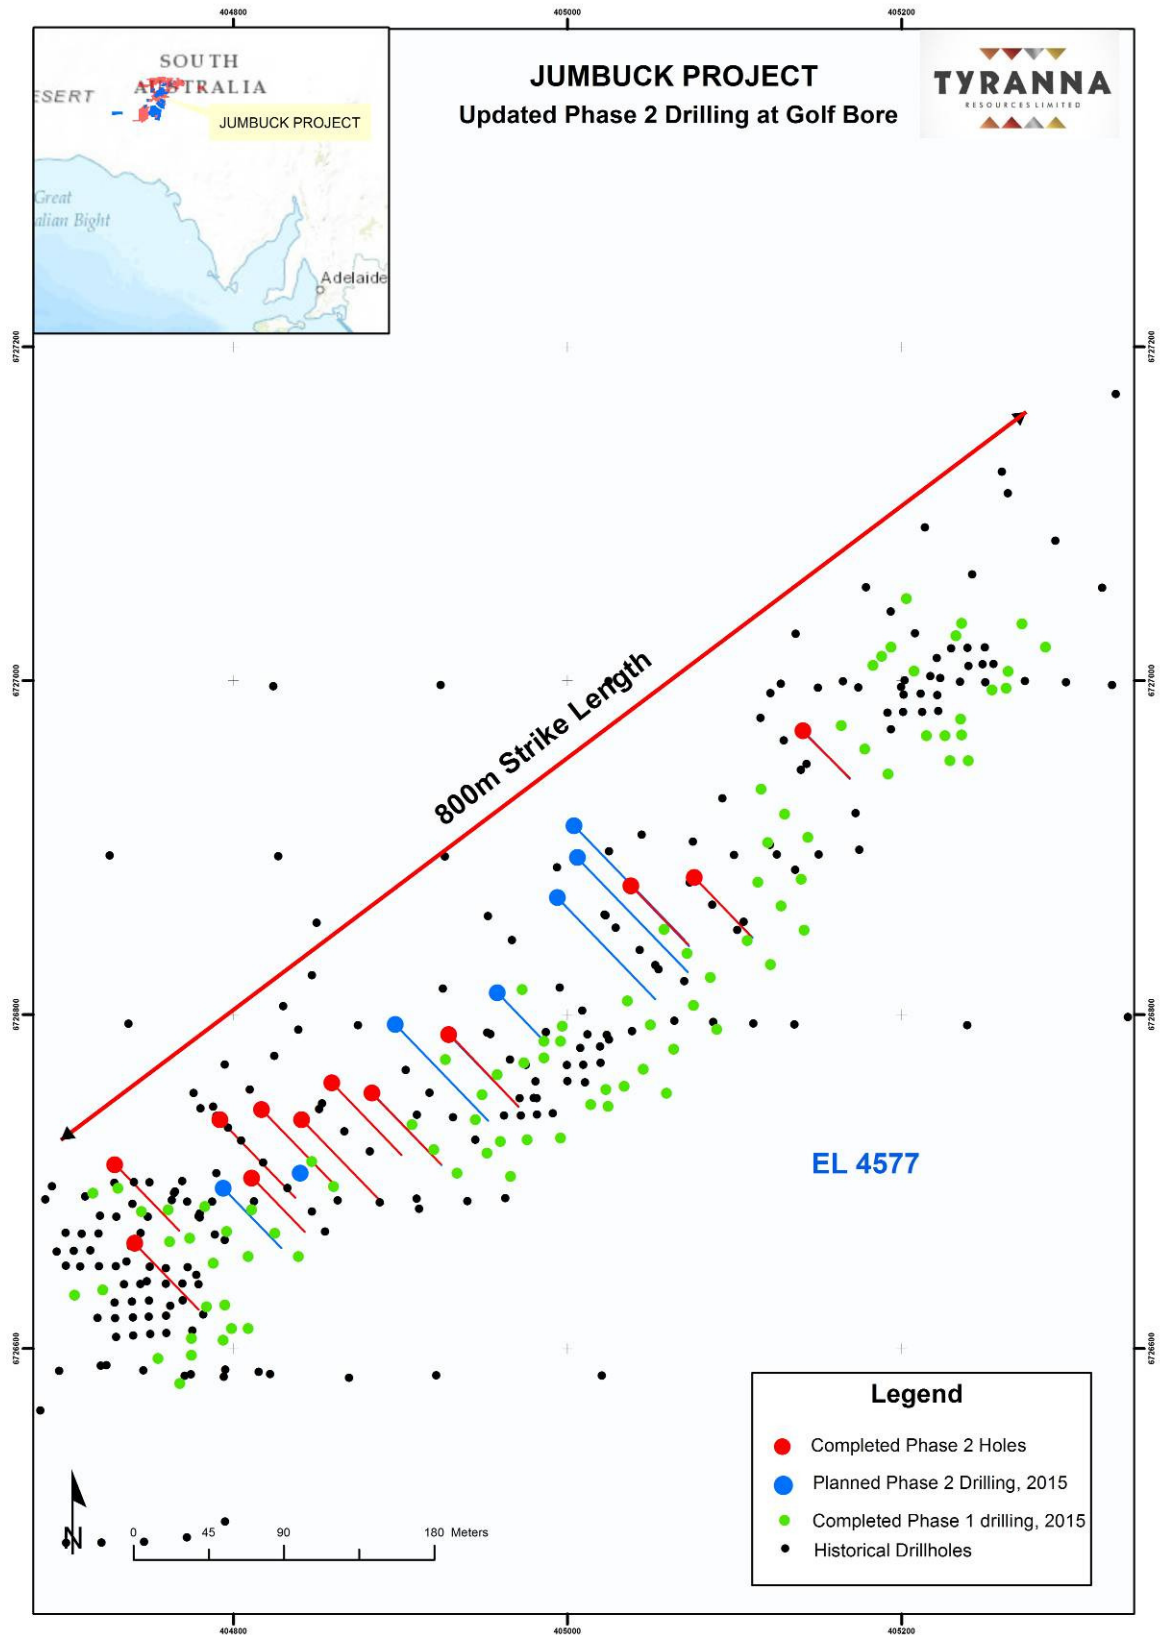 404800
405000
405200
SOUTH
AUSTRALIA
ESERT
JUMBUCK PROJECT
Great
alian Bight
Adelaide
JUMBUCK PROJECT
Updated Phase 2 Drilling at Golf Bore
TYRANNA
RESOURCES LIMITED
6727200
6727200
800m Strike Length
6727000
6727000
6726800
6726800
EL 4577
6726600
6726600
Legend
Completed Phase 2 Holes
Planned Phase 2 Drilling, 2015
Completed Phase 1 drilling, 2015
Historical Drillholes
N
0 45 90 180 Meters
404800
405000
405200